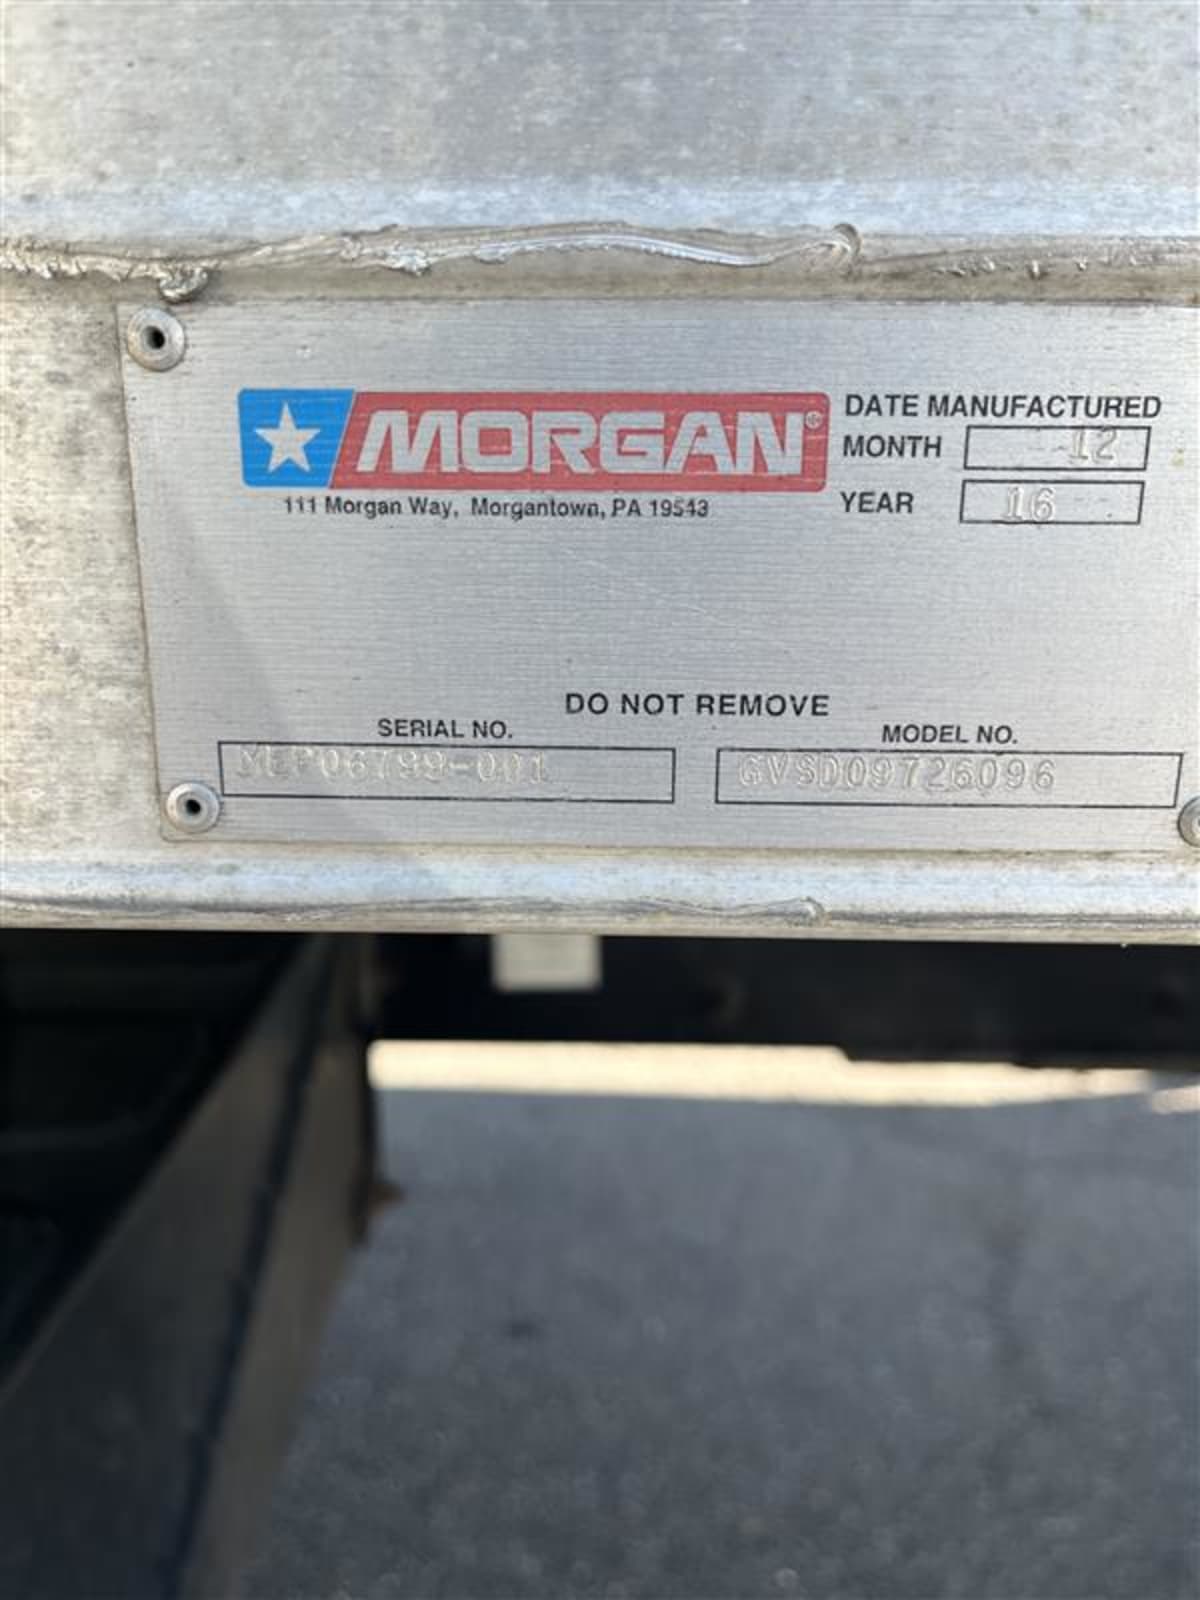 MORGAN®
111 Morgan Way, Morgantown, PA 19543
DATE MANUFACTURED
MONTH 12
YEAR 16
DO NOT REMOVE
SERIAL NO.
MODEL NO.
GVSD09726096